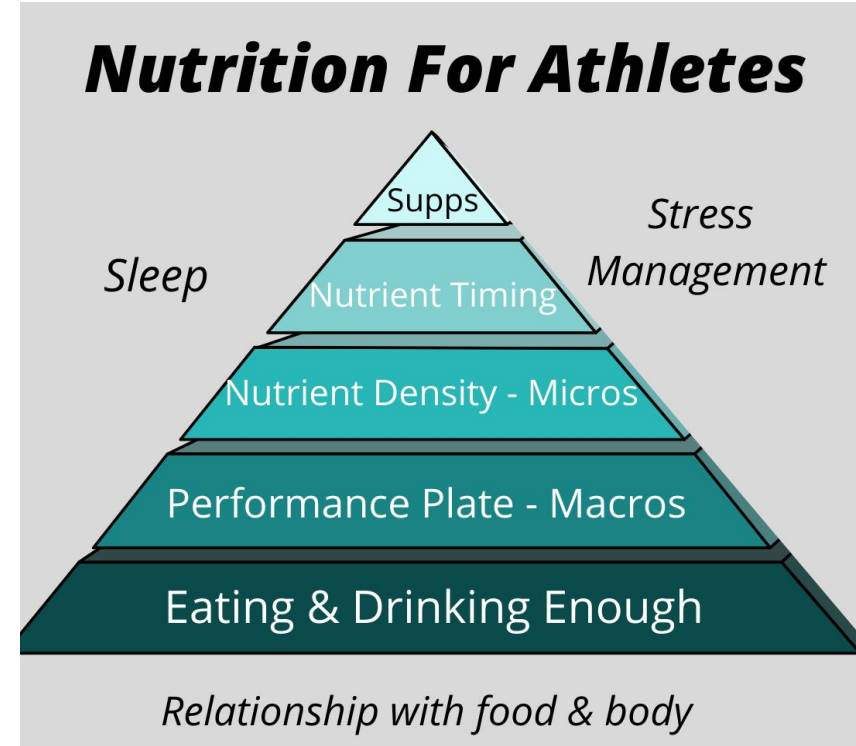 Nutrition For Athletes
Supps
Stress
Management
Sleep
Nutrient Timing
Nutrient Density - Micros
Performance Plate - Macros
Eating & Drinking Enough
Relationship with food & body